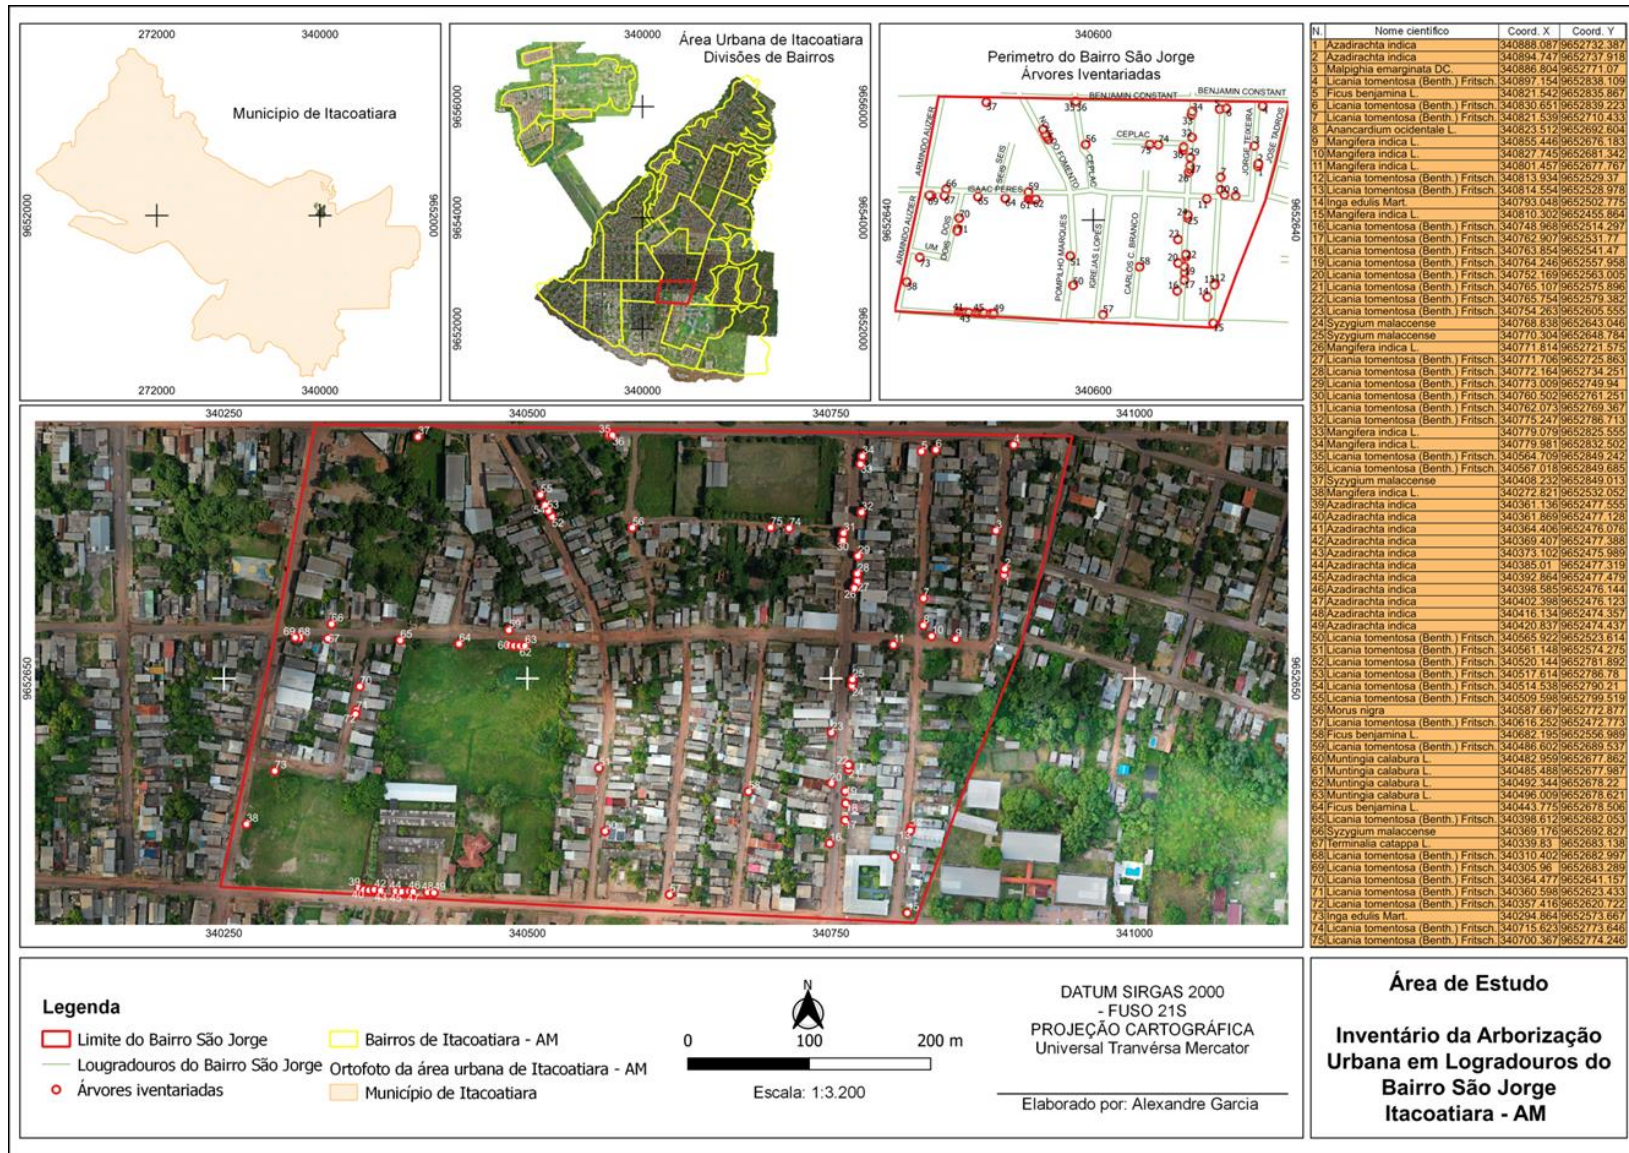 272000
340000
Município de Itacoatiara
9652000
9652000
272000
340000
340000
Área Urbana de Itacoatiara
Divisões de Bairros
9656000
9654000
9652000
9656000
9654000
9652000
340000
340600
Perimetro do Bairro São Jorge
Árvores Iventariadas
BENJAMIN CONSTANT
BENJAMIN CONSTANT
ARMINDO AUZIER
CEPLAC
CEPLAC
JORGE TEIXEIRA
JOSE TADROS
SEIS
SEIS
ISAAC PERES
DOIS
DOIS
UM
ARMINDO AUZIER
POMPILHO MARQUES
IGREJAS LOPES
CARLOS C. BRANCO
9652640
9652640
340600
N. Nome científico Coord. X Coord. Y
1 Azadirachta indica 340888.087 9652732.387
2 Azadirachta indica 340894.747 9652737.918
3 Malpighia emarginata DC. 340886.804 9652771.07
4 Licania tomentosa (Benth.) Fritsch. 340897.154 9652838.109
5 Ficus benjamina L. 340821.542 9652835.867
6 Licania tomentosa (Benth.) Fritsch. 340830.651 9652839.223
7 Licania tomentosa (Benth.) Fritsch. 340821.539 9652710.433
8 Anancardium ocidentale L. 340823.512 9652692.604
9 Mangifera indica L. 340855.446 9652676.183
10 Mangifera indica L. 340827.745 9652681.342
11 Mangifera indica L. 340801.457 9652677.767
12 Licania tomentosa (Benth.) Fritsch. 340813.934 9652529.37
13 Licania tomentosa (Benth.) Fritsch. 340814.554 9652528.978
14 Inga edulis Mart. 340793.048 9652502.775
15 Mangifera indica L. 340810.302 9652455.864
16 Licania tomentosa (Benth.) Fritsch. 340748.968 9652514.297
17 Licania tomentosa (Benth.) Fritsch. 340762.907 9652531.77
18 Licania tomentosa (Benth.) Fritsch. 340763.854 9652541.47
19 Licania tomentosa (Benth.) Fritsch. 340764.246 9652557.958
20 Licania tomentosa (Benth.) Fritsch. 340752.169 9652563.005
21 Licania tomentosa (Benth.) Fritsch. 340765.107 9652575.896
22 Licania tomentosa (Benth.) Fritsch. 340765.754 9652579.382
23 Licania tomentosa (Benth.) Fritsch. 340754.263 9652605.555
24 Syzygium malaccense 340768.838 9652643.046
25 Syzygium malaccense 340770.304 9652648.784
26 Mangifera indica L. 340771.814 9652721.575
27 Licania tomentosa (Benth.) Fritsch. 340771.706 9652725.863
28 Licania tomentosa (Benth.) Fritsch. 340772.164 9652734.251
29 Licania tomentosa (Benth.) Fritsch. 340773.009 9652749.94
30 Licania tomentosa (Benth.) Fritsch. 340760.502 9652761.251
31 Licania tomentosa (Benth.) Fritsch. 340762.073 9652769.367
32 Licania tomentosa (Benth.) Fritsch. 340775.247 9652786.713
33 Mangifera indica L. 340779.079 9652825.555
34 Mangifera indica L. 340779.981 9652832.502
35 Licania tomentosa (Benth.) Fritsch. 340564.709 9652849.242
36 Licania tomentosa (Benth.) Fritsch. 340567.018 9652849.685
37 Syzygium malaccense 340408.232 9652849.013
38 Mangifera indica L. 340272.821 9652532.052
39 Azadirachta indica 340361.136 9652477.555
40 Azadirachta indica 340361.869 9652477.128
41 Azadirachta indica 340364.406 9652476.076
42 Azadirachta indica 340369.407 9652477.388
43 Azadirachta indica 340373.102 9652475.989
44 Azadirachta indica 340385.01 9652477.319
45 Azadirachta indica 340392.864 9652477.479
46 Azadirachta indica 340398.585 9652476.144
47 Azadirachta indica 340402.398 9652476.123
48 Azadirachta indica 340416.134 9652474.357
49 Azadirachta indica 340420.837 9652474.437
50 Licania tomentosa (Benth.) Fritsch. 340565.922 9652523.614
51 Licania tomentosa (Benth.) Fritsch. 340561.148 9652574.275
52 Licania tomentosa (Benth.) Fritsch. 340520.144 9652781.892
53 Licania tomentosa (Benth.) Fritsch. 340517.614 9652786.78
54 Licania tomentosa (Benth.) Fritsch. 340514.538 9652790.21
55 Licania tomentosa (Benth.) Fritsch. 340509.598 9652799.519
56 Morus nigra 340587.667 9652772.877
57 Licania tomentosa (Benth.) Fritsch. 340616.252 9652472.773
58 Ficus benjamina L. 340682.195 9652556.989
59 Licania tomentosa (Benth.) Fritsch. 340486.602 9652689.537
60 Muntingia calabura L. 340482.959 9652677.862
61 Muntingia calabura L. 340485.488 9652677.987
62 Muntingia calabura L. 340492.344 9652678.22
63 Muntingia calabura L. 340496.009 9652678.621
64 Ficus benjamina L. 340443.775 9652678.506
65 Licania tomentosa (Benth.) Fritsch. 340398.612 9652682.053
66 Syzygium malaccense 340369.176 9652692.827
67 Terminalia catappa L. 340339.83 9652683.138
68 Licania tomentosa (Benth.) Fritsch. 340310.402 9652682.997
69 Licania tomentosa (Benth.) Fritsch. 340305.96 9652683.289
70 Licania tomentosa (Benth.) Fritsch. 340364.477 9652641.157
71 Licania tomentosa (Benth.) Fritsch. 340360.598 9652623.433
72 Licania tomentosa (Benth.) Fritsch. 340357.416 9652620.722
73 Inga edulis Mart. 340294.864 9652573.667
74 Licania tomentosa (Benth.) Fritsch. 340715.623 9652773.646
75 Licania tomentosa (Benth.) Fritsch. 340700.367 9652774.246
340250
340500
340750
341000
9652650
9652650
340250
340500
340750
341000
Legenda
Limite do Bairro São Jorge
Lougradouros do Bairro São Jorge
Árvores iventariadas
Bairros de Itacoatiara - AM
Ortofoto da área urbana de Itacoatiara - AM
Município de Itacoatiara
N
0 100 200 m
Escala: 1:3.200
DATUM SIRGAS 2000
- FUSO 21S
PROJEÇÃO CARTOGRÁFICA
Universal Tranvérsa Mercator
Elaborado por: Alexandre Garcia
Área de Estudo
Inventário da Arborização
Urbana em Logradouros do
Bairro São Jorge
Itacoatiara - AM